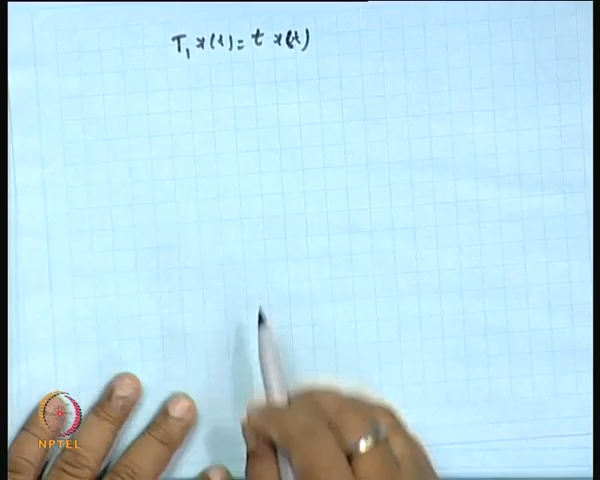 T₁ x(t) = t x(t)
NPTEL